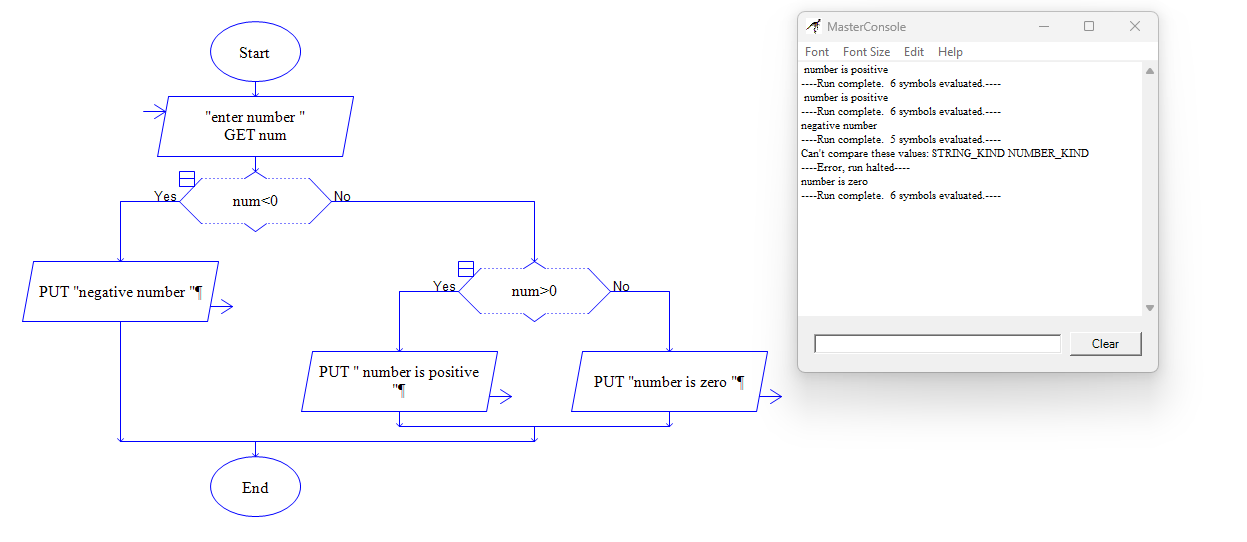 Start
"enter number "
GET num
Yes
num<0
No
PUT "negative number "¶
Yes
num>0
No
PUT " number is positive
"¶
PUT "number is zero "¶
End
MasterConsole
Font Font Size Edit Help
number is positive
----Run complete. 6 symbols evaluated.----
number is positive
----Run complete. 6 symbols evaluated.----
negative number
----Run complete. 5 symbols evaluated.----
Can't compare these values: STRING_KIND NUMBER_KIND
----Error, run halted----
number is zero
----Run complete. 6 symbols evaluated.----
Clear